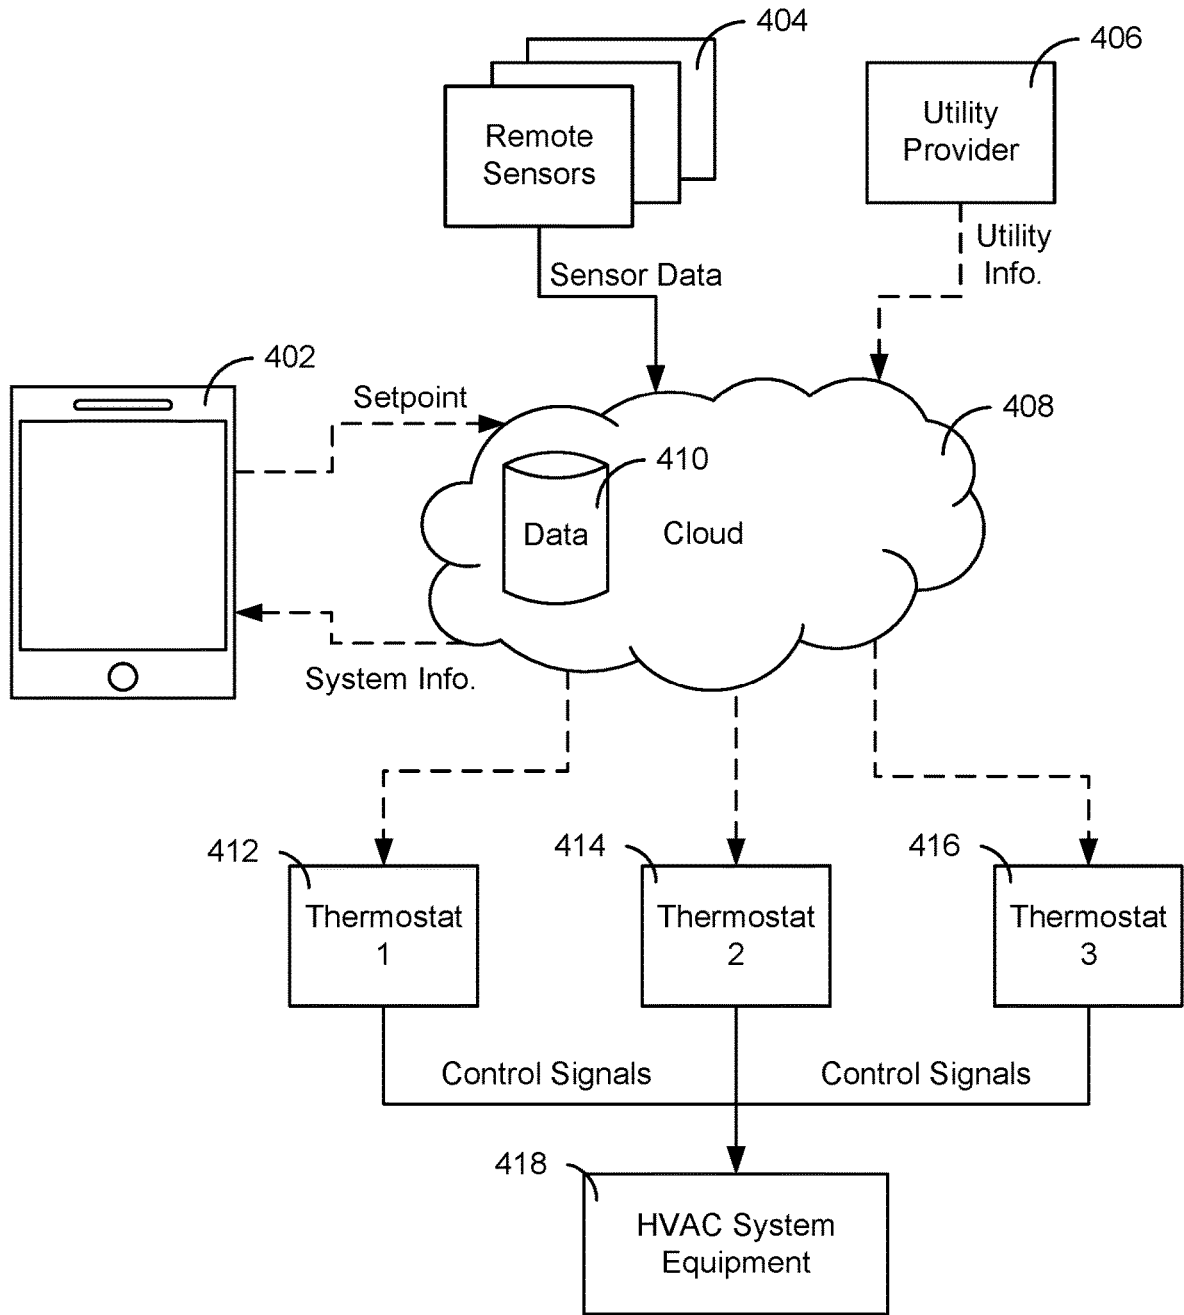 404
406
Remote
Sensors
Utility
Provider
Sensor Data
Utility
Info.
402
Setpoint
408
410
Data
Cloud
System Info.
412
414
416
Thermostat
1
Thermostat
2
Thermostat
3
Control Signals
Control Signals
418
HVAC System
Equipment